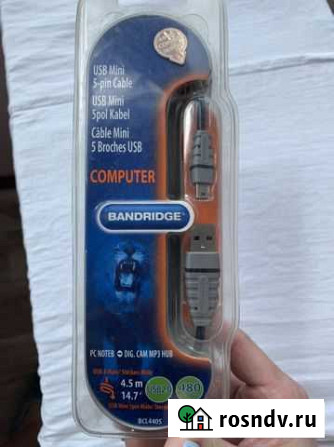 USB Mini
5-pin Cable
USB Mini
5pol Kabel
Câble Mini
5 Broches USB
COMPUTER
BANDRIDGE
PC NOTEB DIG. CAM MP3 HUB
4.5 m
14.7'
480
BCL4405
rosndv.ru